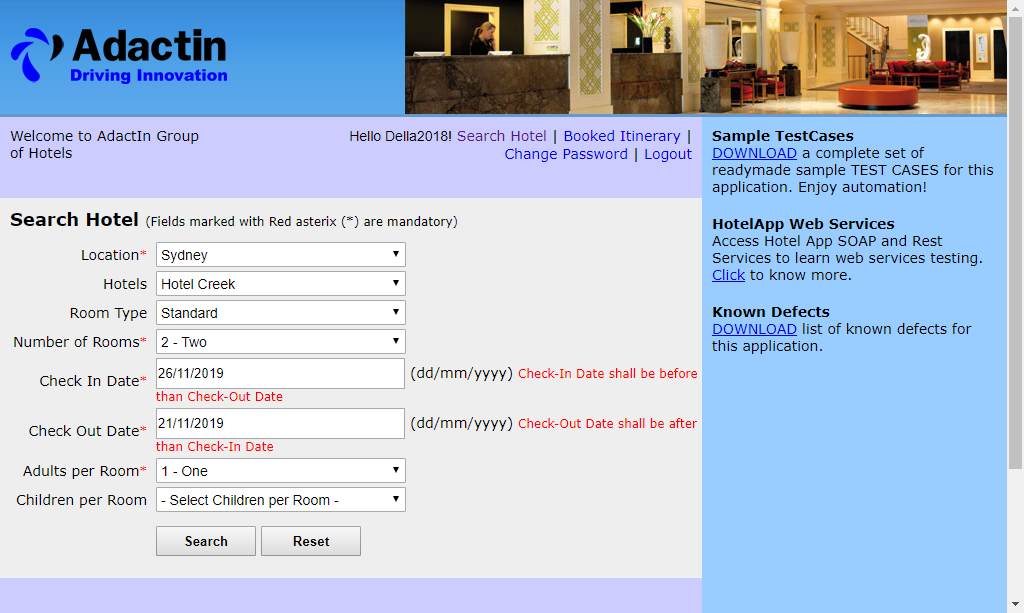 Adactin
Driving Innovation
Welcome to AdactIn Group
of Hotels
Hello Della2018! Search Hotel | Booked Itinerary |
Change Password | Logout
Search Hotel (Fields marked with Red asterix (*) are mandatory)
Location* Sydney
Hotels Hotel Creek
Room Type Standard
Number of Rooms* 2 - Two
Check In Date* 26/11/2019 (dd/mm/yyyy) Check-In Date shall be before
than Check-Out Date
Check Out Date* 21/11/2019 (dd/mm/yyyy) Check-Out Date shall be after
than Check-In Date
Adults per Room* 1 - One
Children per Room - Select Children per Room -
Search Reset
Sample TestCases
DOWNLOAD a complete set of
readymade sample TEST CASES for this
application. Enjoy automation!
HotelApp Web Services
Access Hotel App SOAP and Rest
Services to learn web services testing.
Click to know more.
Known Defects
DOWNLOAD list of known defects for
this application.